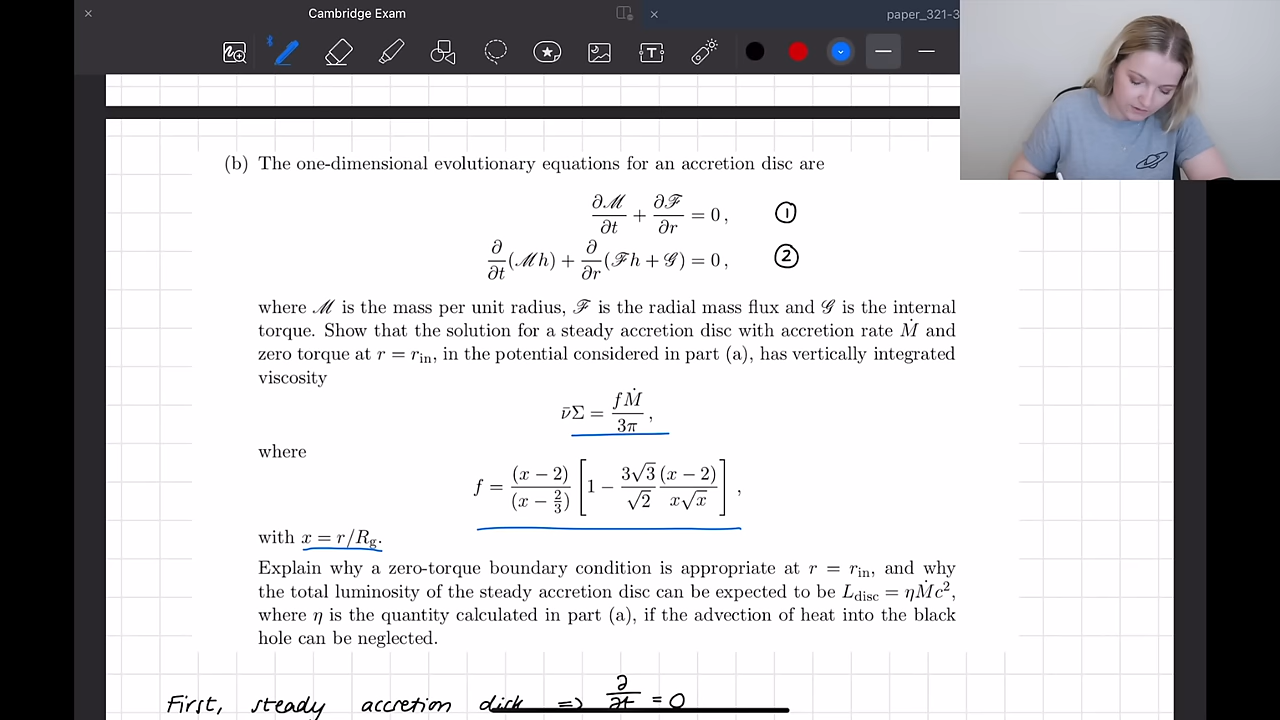 Cambridge Exam
paper_321-3
(b) The one-dimensional evolutionary equations for an accretion disc are
∂ℳ/∂t + ∂ℱ/∂r = 0 , ①
∂/∂t(ℳh) + ∂/∂r(ℱh + 𝒢) = 0 , ②
where ℳ is the mass per unit radius, ℱ is the radial mass flux and 𝒢 is the internal
torque. Show that the solution for a steady accretion disc with accretion rate Ṁ and
zero torque at r = r_in, in the potential considered in part (a), has vertically integrated
viscosity
ν̄Σ = fṀ/3π ,
where
f = (x − 2)/(x − 2/3) [1 − 3√3/√2 (x − 2)/x√x] ,
with x = r/R_g.
Explain why a zero-torque boundary condition is appropriate at r = r_in, and why
the total luminosity of the steady accretion disc can be expected to be L_disc = ηṀc²,
where η is the quantity calculated in part (a), if the advection of heat into the black
hole can be neglected.
First, steady accretion disk ⇒ ∂/∂t = 0